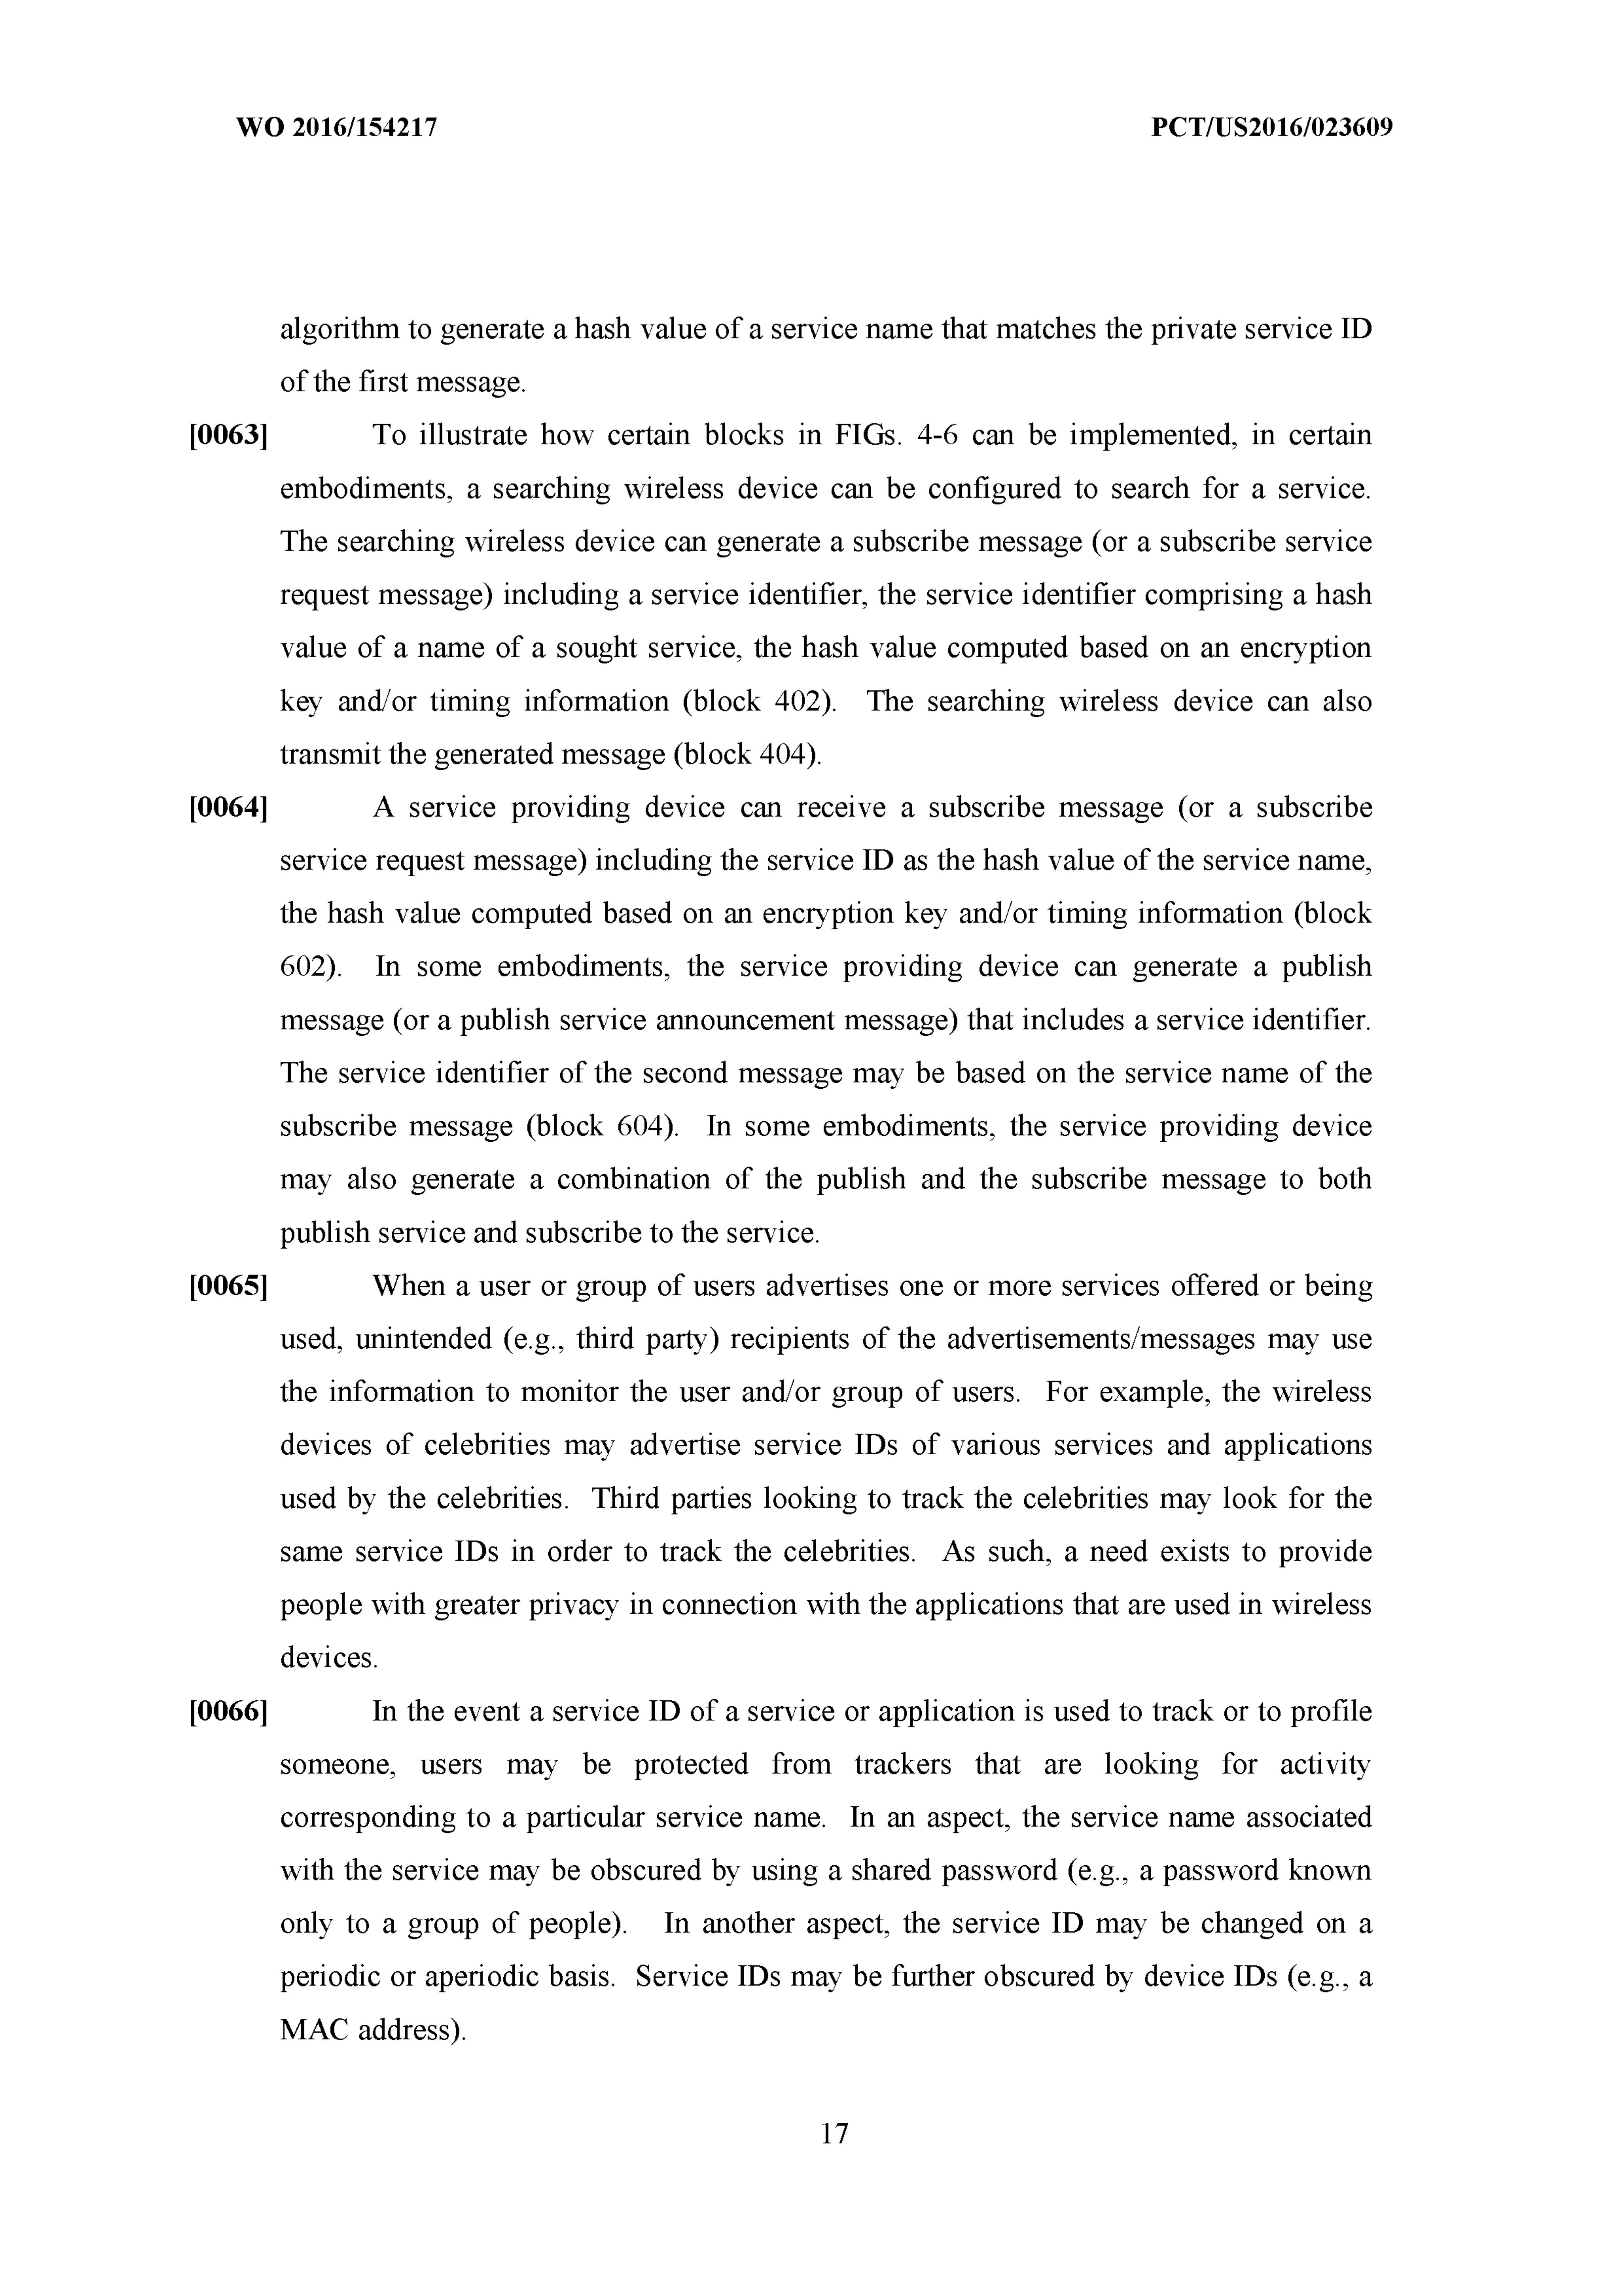 WO 2016/154217 PCT/US2016/023609
algorithm to generate a hash value of a service name that matches the private service ID
of the first message.
[0063] To illustrate how certain blocks in FIGs. 4-6 can be implemented, in certain
embodiments, a searching wireless device can be configured to search for a service.
The searching wireless device can generate a subscribe message (or a subscribe service
request message) including a service identifier, the service identifier comprising a hash
value of a name of a sought service, the hash value computed based on an encryption
key and/or timing information (block 402). The searching wireless device can also
transmit the generated message (block 404).
[0064] A service providing device can receive a subscribe message (or a subscribe
service request message) including the service ID as the hash value of the service name,
the hash value computed based on an encryption key and/or timing information (block
602). In some embodiments, the service providing device can generate a publish
message (or a publish service announcement message) that includes a service identifier.
The service identifier of the second message may be based on the service name of the
subscribe message (block 604). In some embodiments, the service providing device
may also generate a combination of the publish and the subscribe message to both
publish service and subscribe to the service.
[0065] When a user or group of users advertises one or more services offered or being
used, unintended (e.g., third party) recipients of the advertisements/messages may use
the information to monitor the user and/or group of users. For example, the wireless
devices of celebrities may advertise service IDs of various services and applications
used by the celebrities. Third parties looking to track the celebrities may look for the
same service IDs in order to track the celebrities. As such, a need exists to provide
people with greater privacy in connection with the applications that are used in wireless
devices.
[0066] In the event a service ID of a service or application is used to track or to profile
someone, users may be protected from trackers that are looking for activity
corresponding to a particular service name. In an aspect, the service name associated
with the service may be obscured by using a shared password (e.g., a password known
only to a group of people). In another aspect, the service ID may be changed on a
periodic or aperiodic basis. Service IDs may be further obscured by device IDs (e.g., a
MAC address).
17